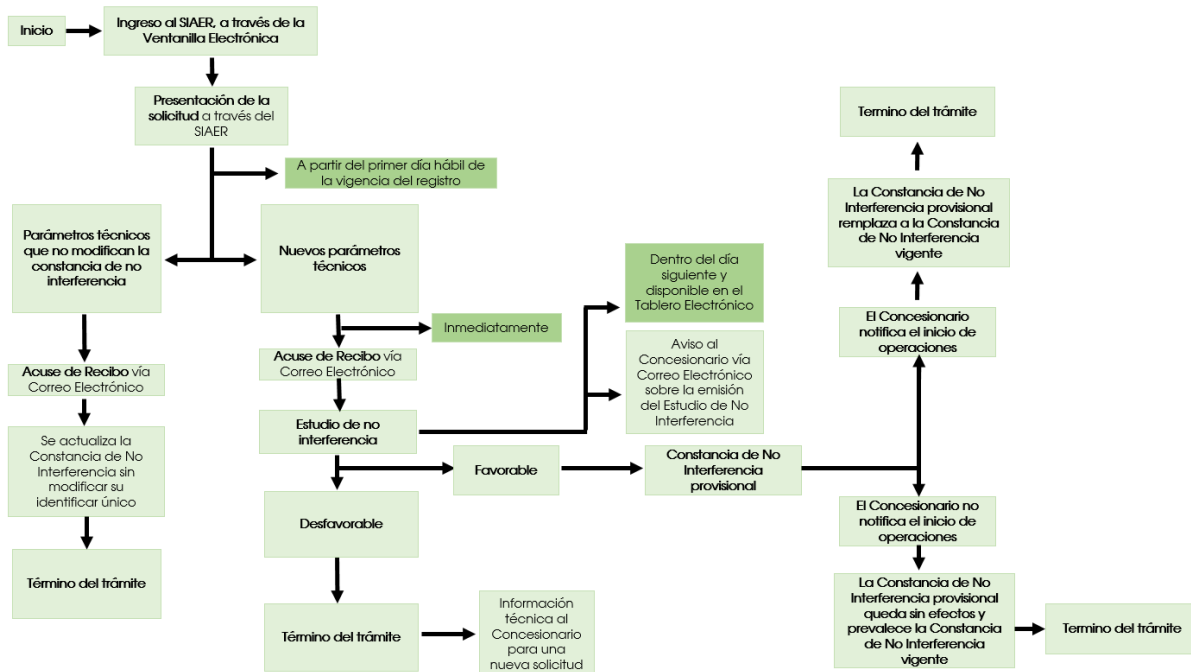 Inicio
Ingreso al SIAER, a través de la
Ventanilla Electrónica
Presentación de la
solicitud a través del
SIAER
A partir del primer día hábil de
la vigencia del registro
Parámetros técnicos
que no modifican la
constancia de no
interferencia
Nuevos parámetros
técnicos
Inmediatamente
Acuse de Recibo vía
Correo Electrónico
Acuse de Recibo vía
Correo Electrónico
Se actualiza la
Constancia de No
Interferencia sin
modificar su
identificar único
Término del trámite
Estudio de no
interferencia
Dentro del día
siguiente y
disponible en el
Tablero Electrónico
Aviso al
Concesionario vía
Correo Electrónico
sobre la emisión
del Estudio de No
Interferencia
Favorable
Constancia de No
Interferencia
provisional
Desfavorable
Término del trámite
Información
técnica al
Concesionario
para una
nueva solicitud
Termino del trámite
La Constancia de No
Interferencia provisional
remplaza a la Constancia
de No Interferencia
vigente
El Concesionario
notifica el inicio de
operaciones
El Concesionario no
notifica el inicio de
operaciones
La Constancia de No
Interferencia provisional
queda sin efectos y
prevalece la Constancia
de No Interferencia
vigente
Termino del trámite